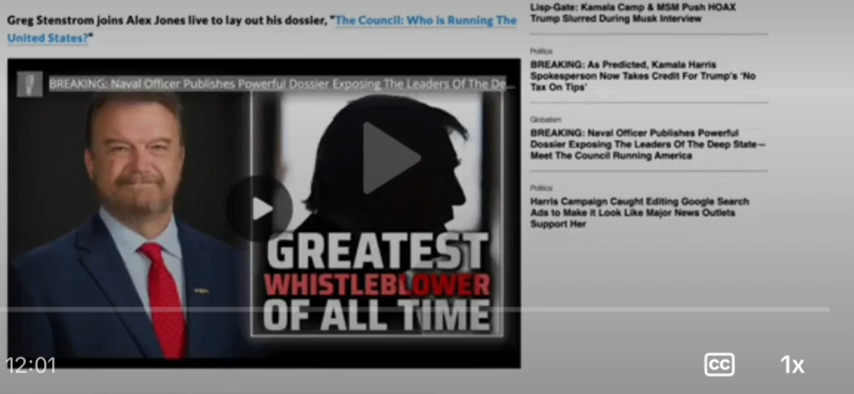 Greg Stenstrom joins Alex Jones live to lay out his dossier, "The Council: Who is Running The
United States?"
BREAKING: Naval Officer Publishes Powerful Dossier Exposing The Leaders Of The De...
GREATEST
WHISTLEBLOWER
OF ALL TIME
Lisp-Gate: Kamala Camp & MSM Push HOAX
Trump Slurred During Musk Interview
Politics
BREAKING: As Predicted, Kamala Harris
Spokesperson Now Takes Credit For Trump's 'No
Tax On Tips'
Globalism
BREAKING: Naval Officer Publishes Powerful
Dossier Exposing The Leaders Of The Deep State—
Meet The Council Running America
Politics
Harris Campaign Caught Editing Google Search
Ads to Make it Look Like Major News Outlets
Support Her
12:01
CC
1x